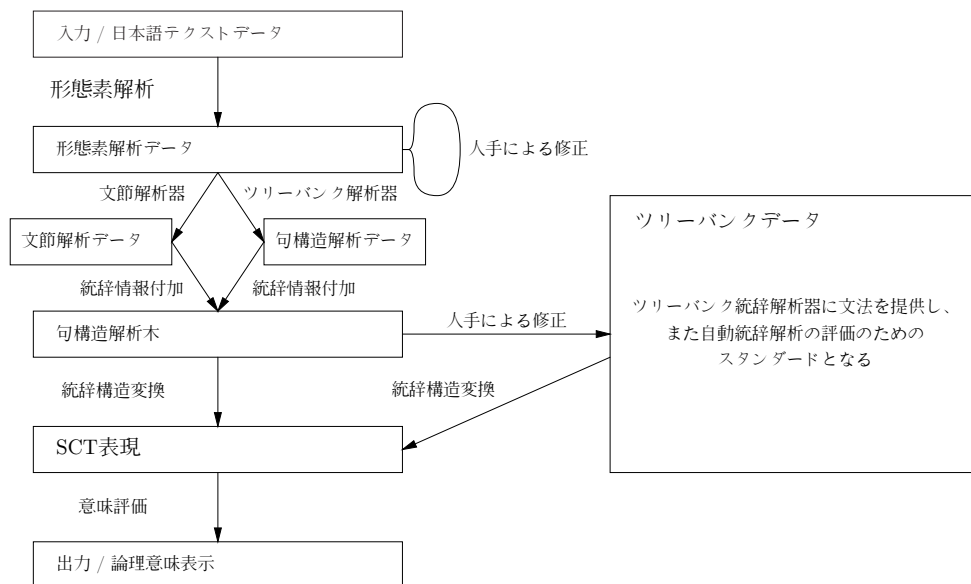 入力 / 日本語テクストデータ
形態素解析
形態素解析データ
人手による修正
文節解析器
ツリーバンク解析器
文節解析データ
句構造解析データ
統辞情報付加
統辞情報付加
句構造解析木
人手による修正
ツリーバンクデータ
ツリーバンク統辞解析器に文法を提供し、
また自動統辞解析の評価のための
スタンダードとなる
統辞構造変換
統辞構造変換
SCT表現
意味評価
出力 / 論理意味表示